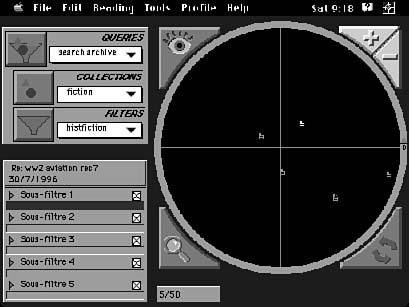 File Edit Reading Tools Profile Help Sat 9:18
QUERIES
search archive
COLLECTIONS
fiction
FILTERS
histfiction
Re: ww2 aviation rec7
30/7/1996
Sous-filtre 1
Sous-filtre 2
Sous-filtre 3
Sous-filtre 4
Sous-filtre 5
5/50